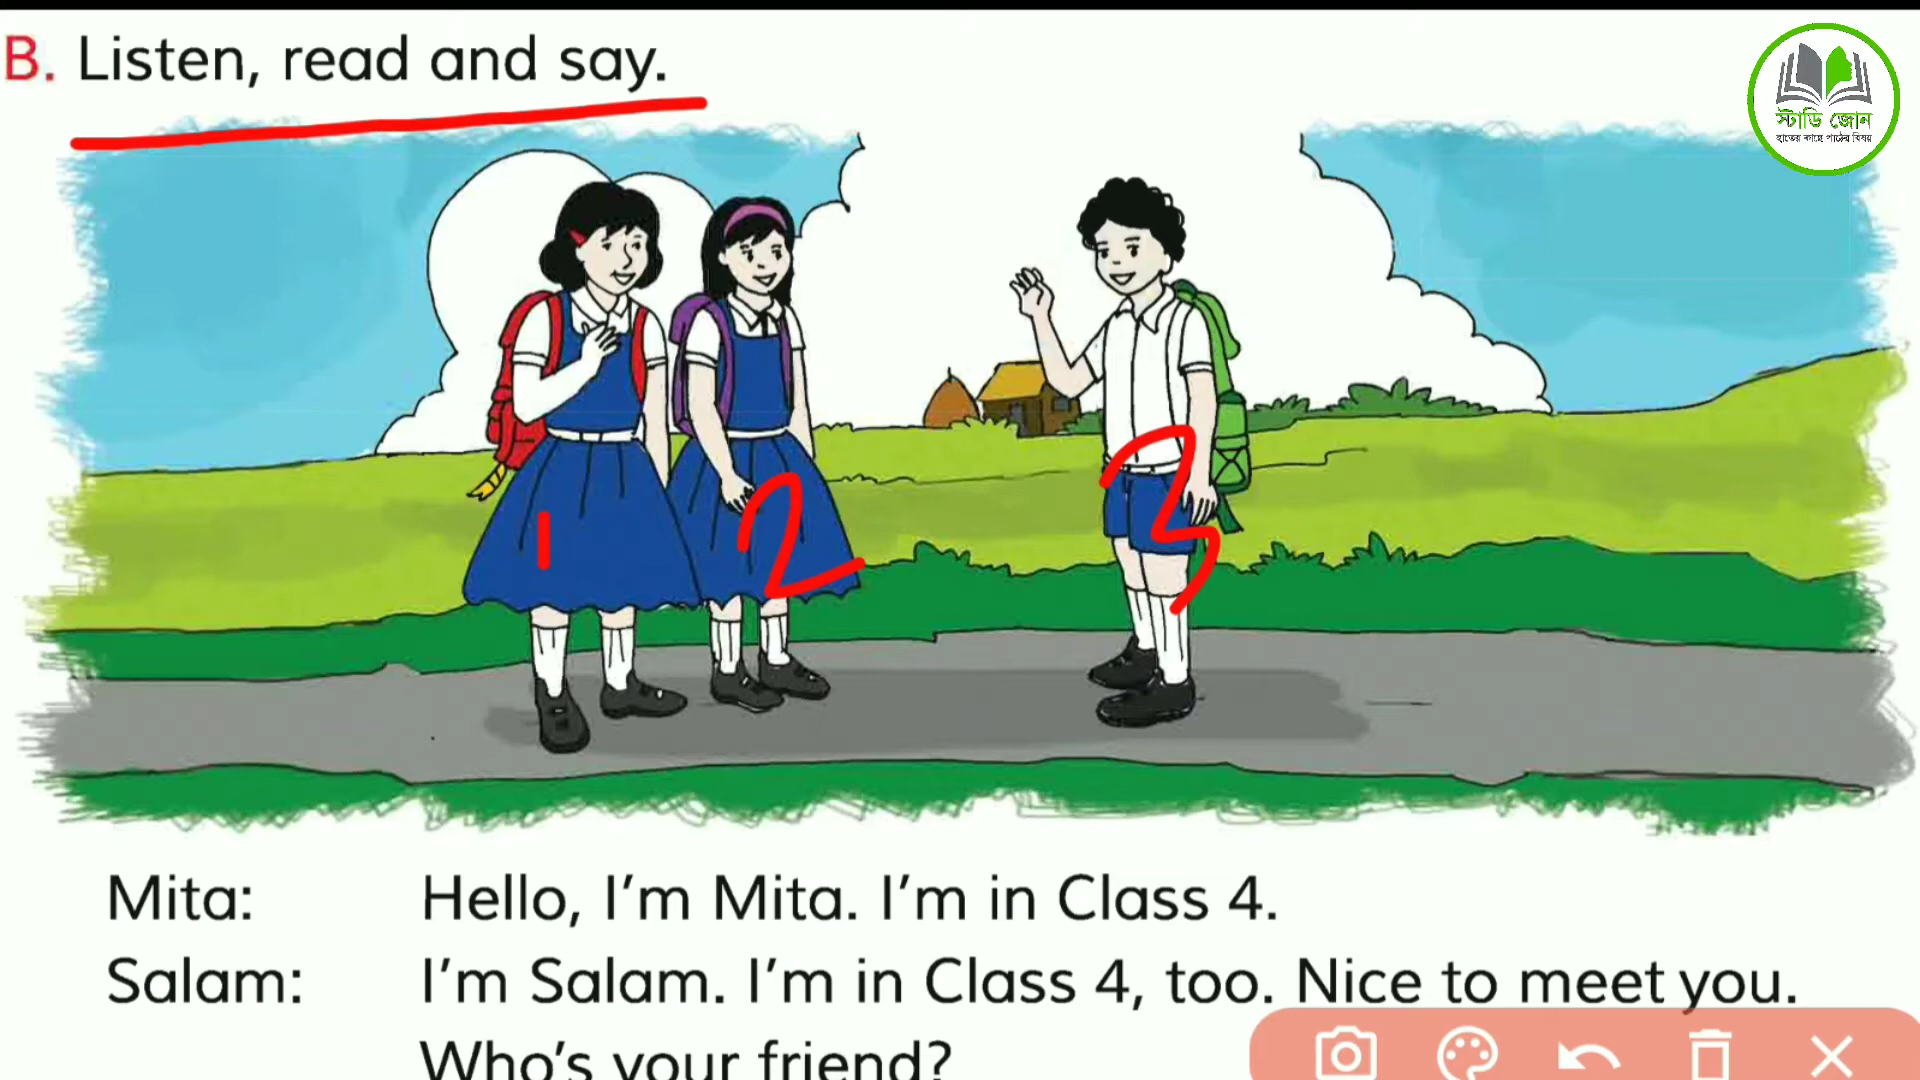 B. Listen, read and say.
স্টাডি জোন
হাতের কাছে পাঠের বিষয়
1 2 3
Mita: Hello, I'm Mita. I'm in Class 4.
Salam: I'm Salam. I'm in Class 4, too. Nice to meet you.
Who's your friend?